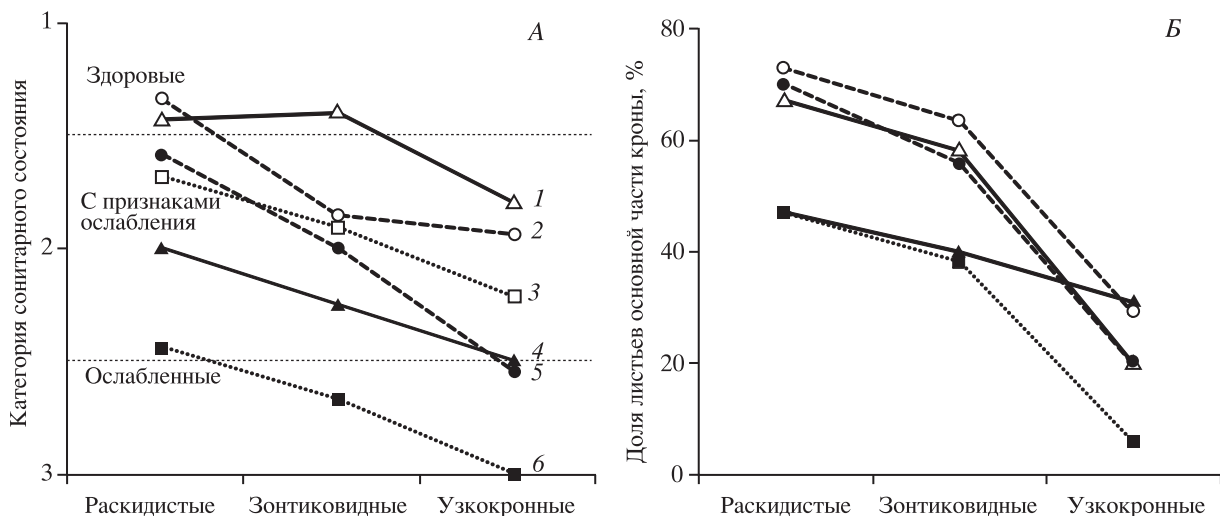 Категория сонитарного состояния
1
2
3
А
Здоровые
С признаками
ослабления
Ослабленные
1
2
3
4
5
6
Раскидистые Зонтиковидные Узкокронные
Доля листьев основной части кроны, %
80
60
40
20
0
Б
Раскидистые Зонтиковидные Узкокронные